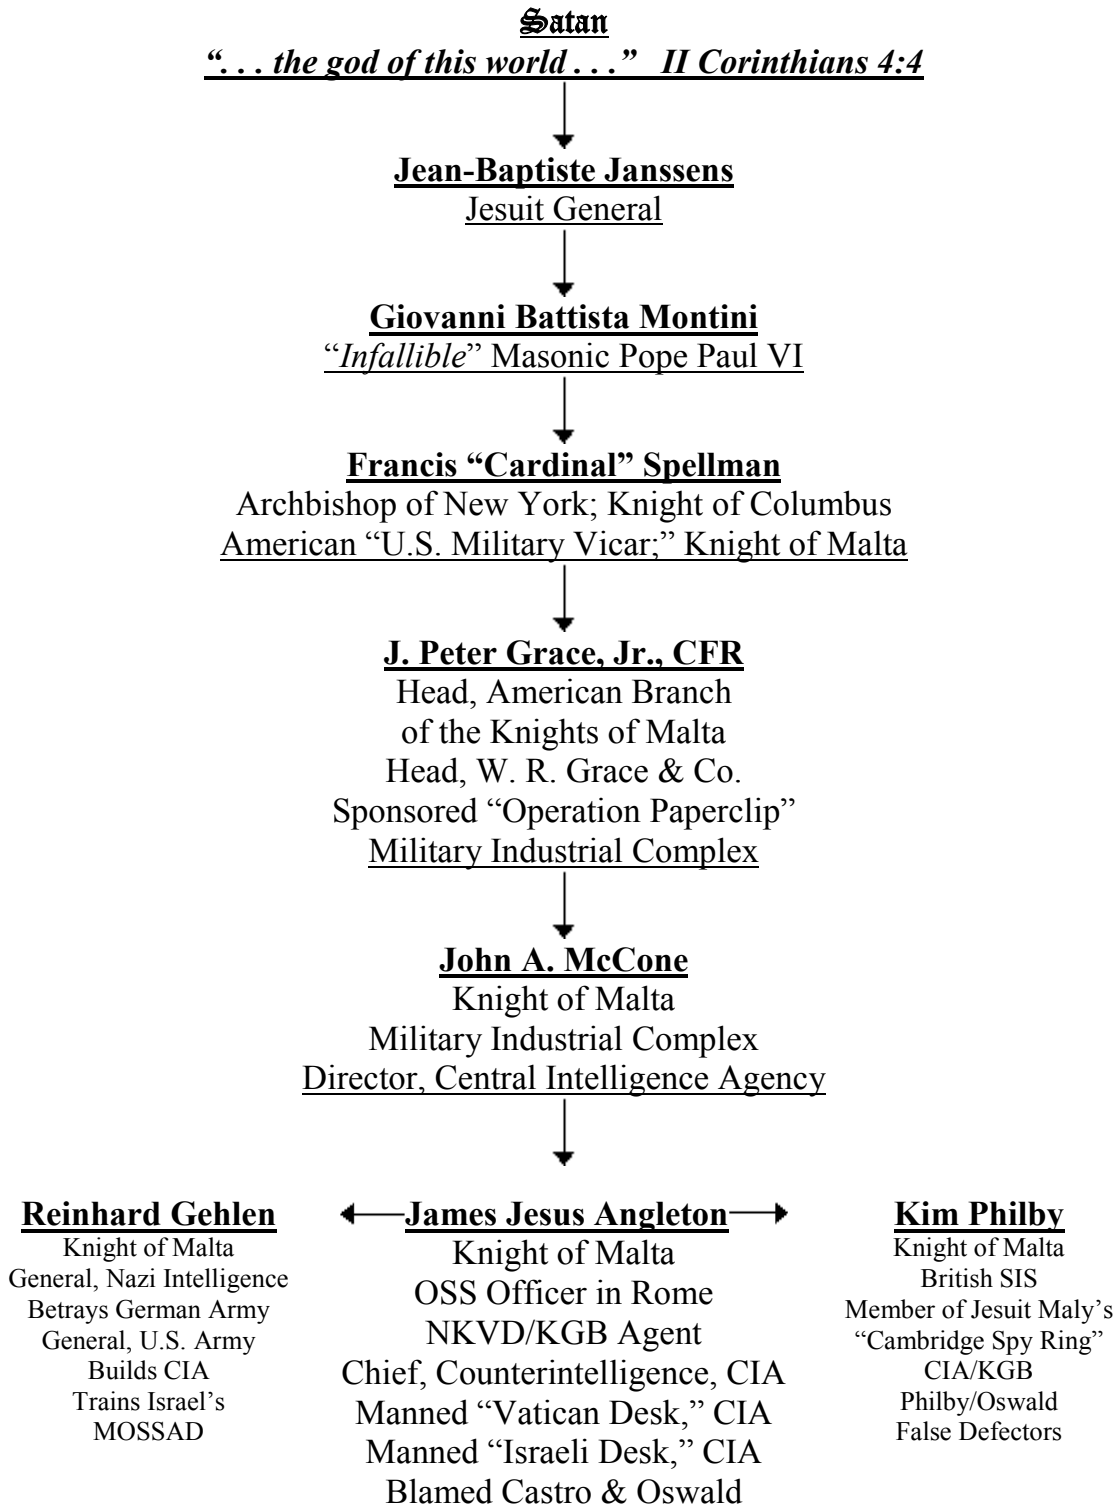 Satan
“. . . the god of this world . . .” II Corinthians 4:4
Jean-Baptiste Janssens
Jesuit General
Giovanni Battista Montini
“Infallible” Masonic Pope Paul VI
Francis “Cardinal” Spellman
Archbishop of New York; Knight of Columbus
American “U.S. Military Vicar;” Knight of Malta
J. Peter Grace, Jr., CFR
Head, American Branch
of the Knights of Malta
Head, W. R. Grace & Co.
Sponsored “Operation Paperclip”
Military Industrial Complex
John A. McCone
Knight of Malta
Military Industrial Complex
Director, Central Intelligence Agency
Reinhard Gehlen
Knight of Malta
General, Nazi Intelligence
Betrays German Army
General, U.S. Army
Builds CIA
Trains Israel’s
MOSSAD
James Jesus Angleton
Knight of Malta
OSS Officer in Rome
NKVD/KGB Agent
Chief, Counterintelligence, CIA
Manned “Vatican Desk,” CIA
Manned “Israeli Desk,” CIA
Blamed Castro & Oswald
Kim Philby
Knight of Malta
British SIS
Member of Jesuit Maly’s
“Cambridge Spy Ring”
CIA/KGB
Philby/Oswald
False Defectors